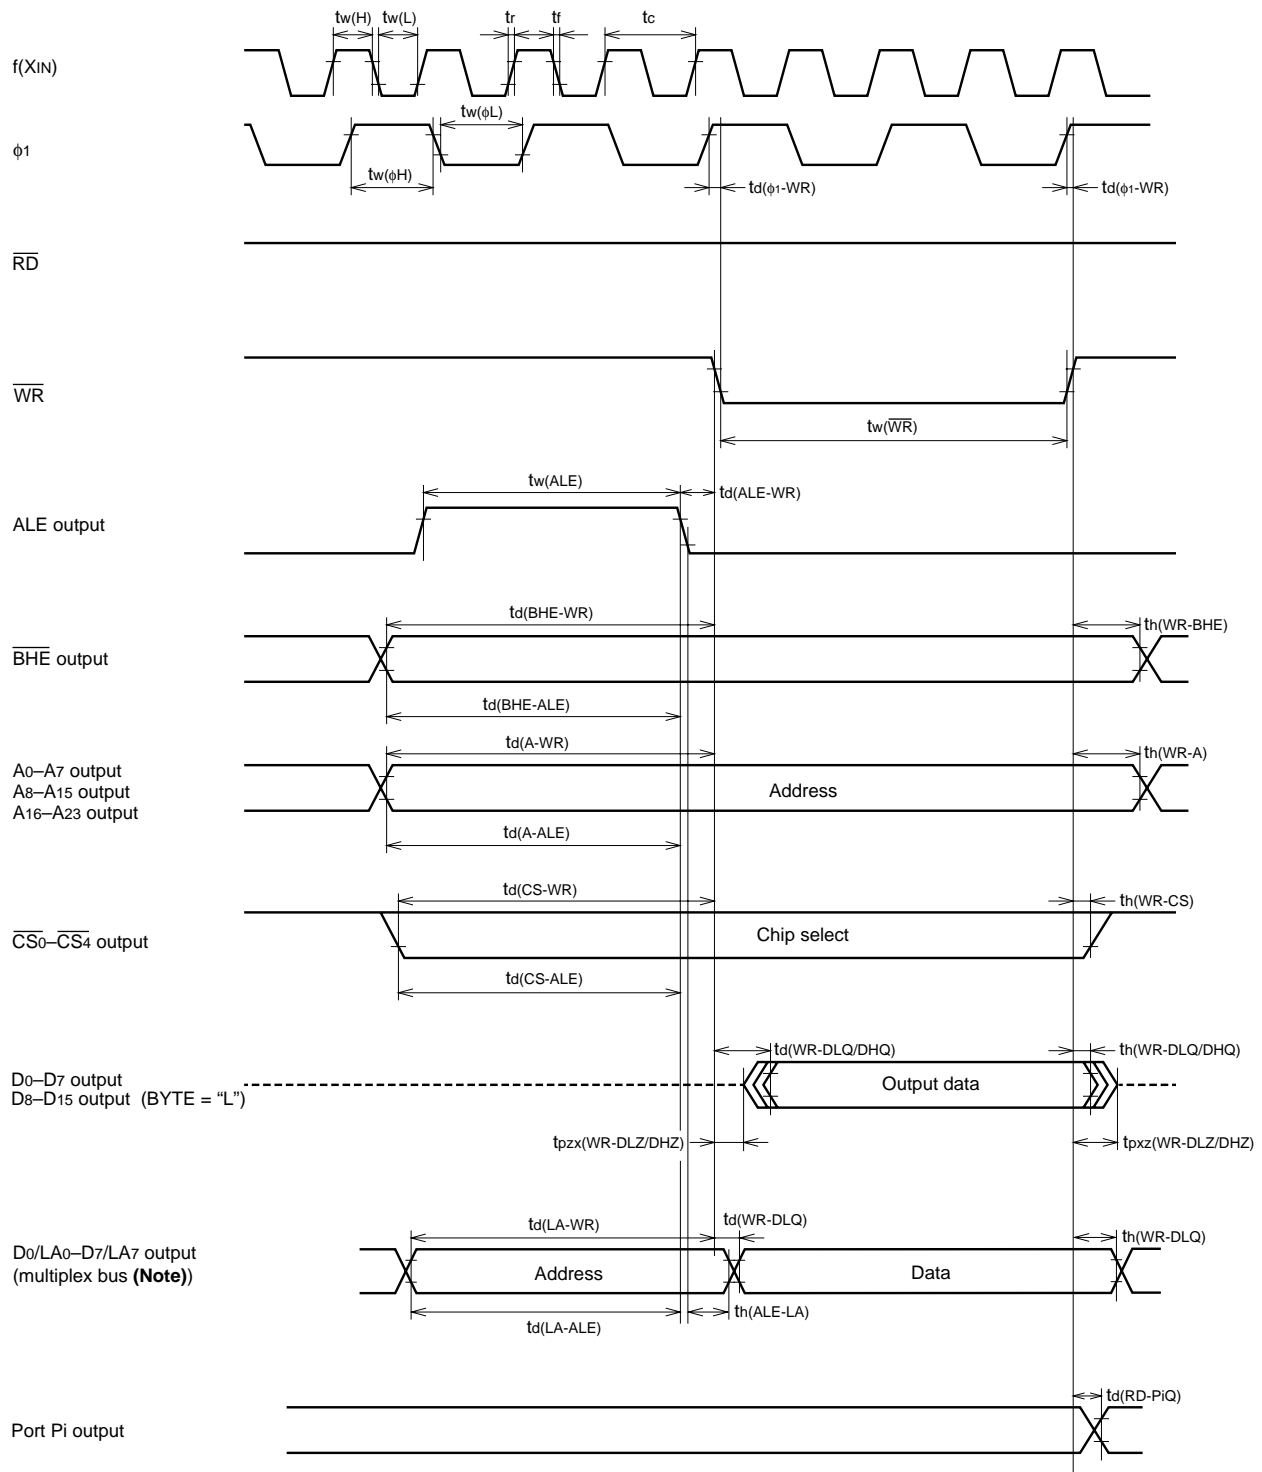 tw(H) tw(L) tr tf tc
f(XIN)
tw(ϕL)
ϕ1
tw(ϕH)
td(ϕ1-WR) td(ϕ1-WR)
RD
WR
tw(WR)
tw(ALE)
td(ALE-WR)
ALE output
td(BHE-WR)
th(WR-BHE)
BHE output
td(BHE-ALE)
td(A-WR)
th(WR-A)
A0–A7 output
A8–A15 output
A16–A23 output
Address
td(A-ALE)
td(CS-WR)
th(WR-CS)
CS0–CS4 output
Chip select
td(CS-ALE)
td(WR-DLQ/DHQ) th(WR-DLQ/DHQ)
D0–D7 output
D8–D15 output (BYTE = “L”)
Output data
tpzx(WR-DLZ/DHZ) tpxz(WR-DLZ/DHZ)
td(LA-WR) td(WR-DLQ)
th(WR-DLQ)
D0/LA0–D7/LA7 output
(multiplex bus (Note))
Address Data
th(ALE-LA)
td(LA-ALE)
td(RD-PiQ)
Port Pi output